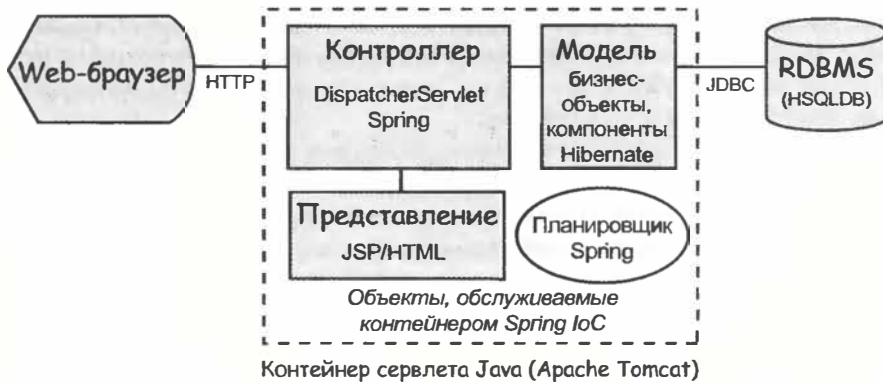 Web-браузер
HTTP
Контроллер
DispatcherServlet
Spring
Модель
бизнес-
объекты,
компоненты
Hibernate
JDBC
RDBMS
(HSQLDB)
Представление
JSP/HTML
Планировщик
Spring
Объекты, обслуживавмые
контейнером Spring IoC
Контейнер сервлета Java (Apache Tomcat)